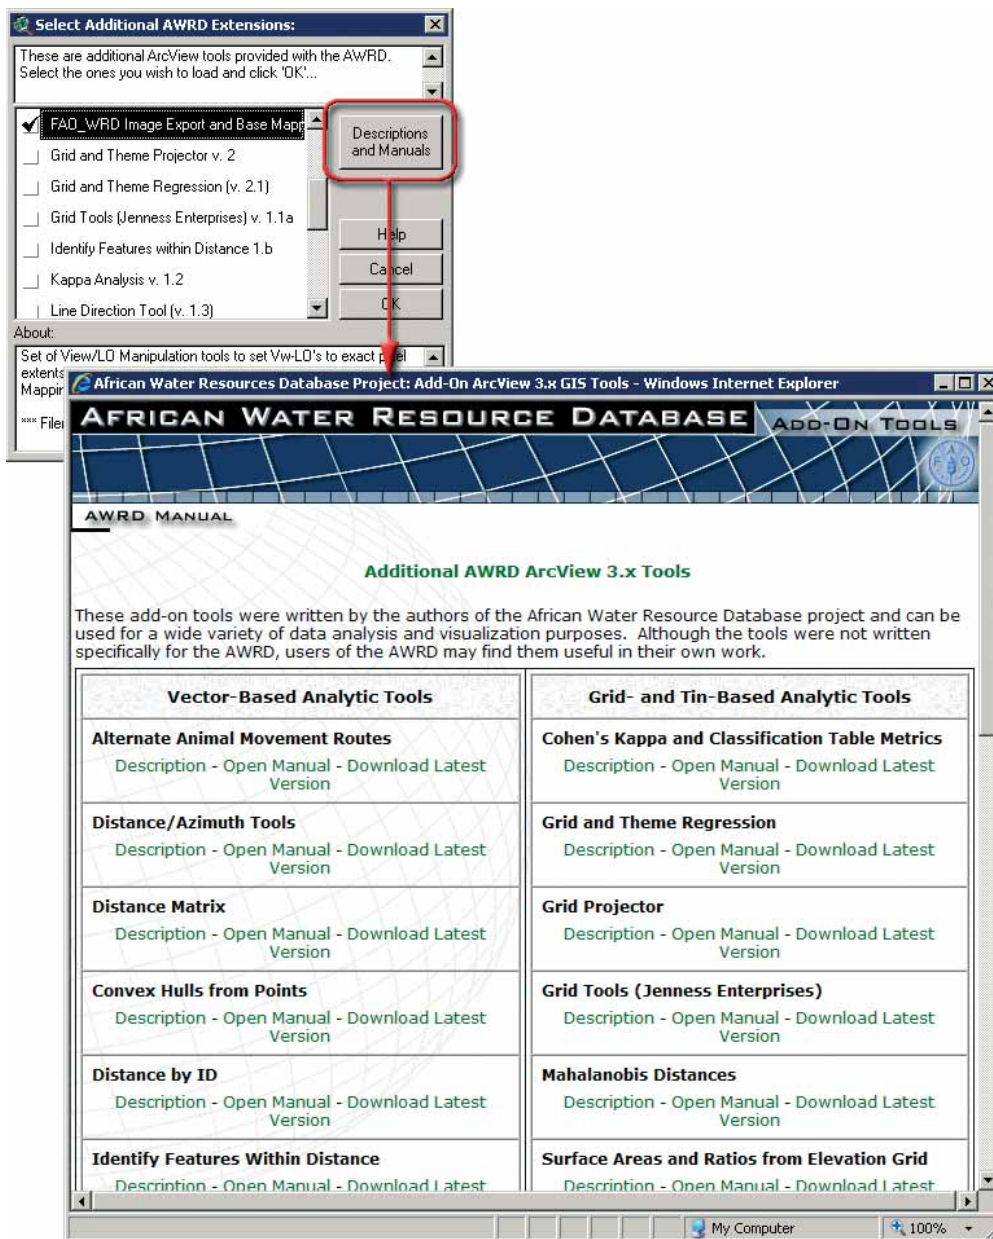 Select Additional AWRD Extensions:
These are additional ArcView tools provided with the AWRD.
Select the ones you wish to load and click 'OK'...
FAO_WRD Image Export and Base Mapp
Grid and Theme Projector v. 2
Grid and Theme Regression (v. 2.1)
Grid Tools (Jenness Enterprises) v. 1.1a
Identify Features within Distance 1.b
Kappa Analysis v. 1.2
Line Direction Tool (v. 1.3)
Descriptions
and Manuals
Help
Cancel
OK
About:
Set of View/LO Manipulation tools to set Vw-LO's to exact pixel
extents
Mappin
*** Filen
African Water Resources Database Project: Add-On ArcView 3.x GIS Tools - Windows Internet Explorer
AFRICAN WATER RESOURCE DATABASE
ADD-ON TOOLS
FAO
AWRD MANUAL
Additional AWRD ArcView 3.x Tools
These add-on tools were written by the authors of the African Water Resource Database project and can be
used for a wide variety of data analysis and visualization purposes. Although the tools were not written
specifically for the AWRD, users of the AWRD may find them useful in their own work.
Vector-Based Analytic Tools
Alternate Animal Movement Routes
Description - Open Manual - Download Latest
Version
Distance/Azimuth Tools
Description - Open Manual - Download Latest
Version
Distance Matrix
Description - Open Manual - Download Latest
Version
Convex Hulls from Points
Description - Open Manual - Download Latest
Version
Distance by ID
Description - Open Manual - Download Latest
Version
Identify Features Within Distance
Description - Open Manual - Download Latest
Grid- and Tin-Based Analytic Tools
Cohen's Kappa and Classification Table Metrics
Description - Open Manual - Download Latest
Version
Grid and Theme Regression
Description - Open Manual - Download Latest
Version
Grid Projector
Description - Open Manual - Download Latest
Version
Grid Tools (Jenness Enterprises)
Description - Open Manual - Download Latest
Version
Mahalanobis Distances
Description - Open Manual - Download Latest
Version
Surface Areas and Ratios from Elevation Grid
Description - Open Manual - Download Latest
My Computer
100%